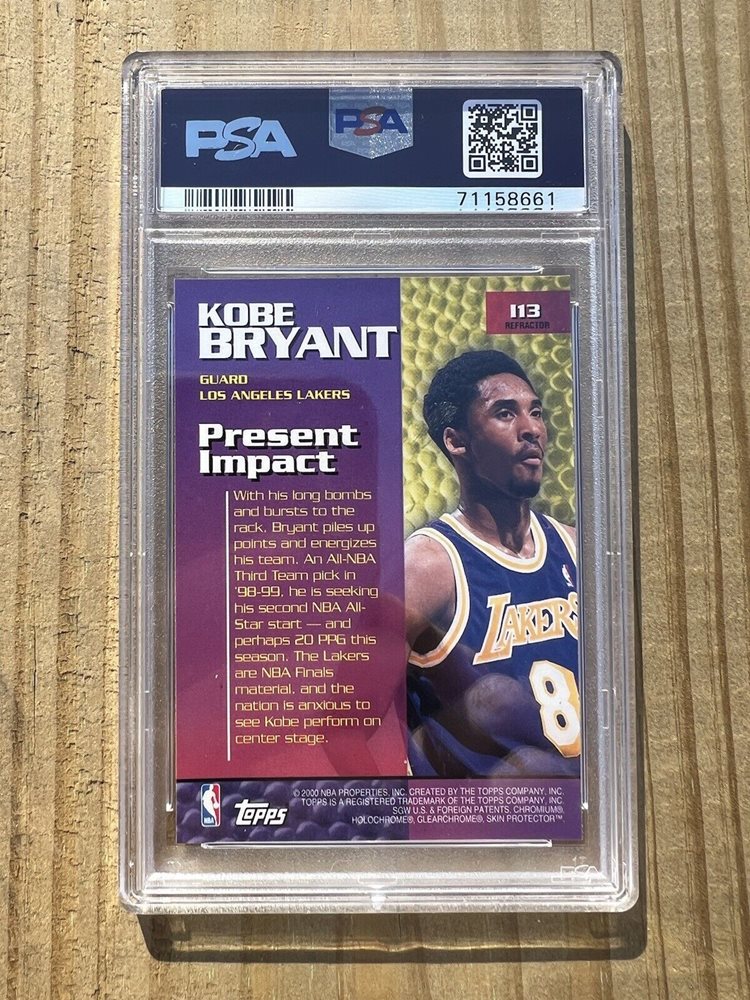 PSA
PSA
71158661
KOBE
BRYANT
I13
REFRACTOR
GUARD
LOS ANGELES LAKERS
Present
Impact
With his long bombs
and bursts to the
rack, Bryant piles up
points and energizes
his team. An All-NBA
Third Team pick in
'98-99, he is seeking
his second NBA All-
Star start — and
perhaps 20 PPG this
season. The Lakers
are NBA Finals
material, and the
nation is anxious to
see Kobe perform on
center stage.
LAKERS
8
NBA
Topps
© 2000 NBA PROPERTIES, INC. CREATED BY THE TOPPS COMPANY, INC.
TOPPS IS A REGISTERED TRADEMARK OF THE TOPPS COMPANY, INC.
SGW U.S. & FOREIGN PATENTS. CHROMIUM®,
HOLOCHROME®, CLEARCHROME®, SKIN PROTECTOR™.
PSA